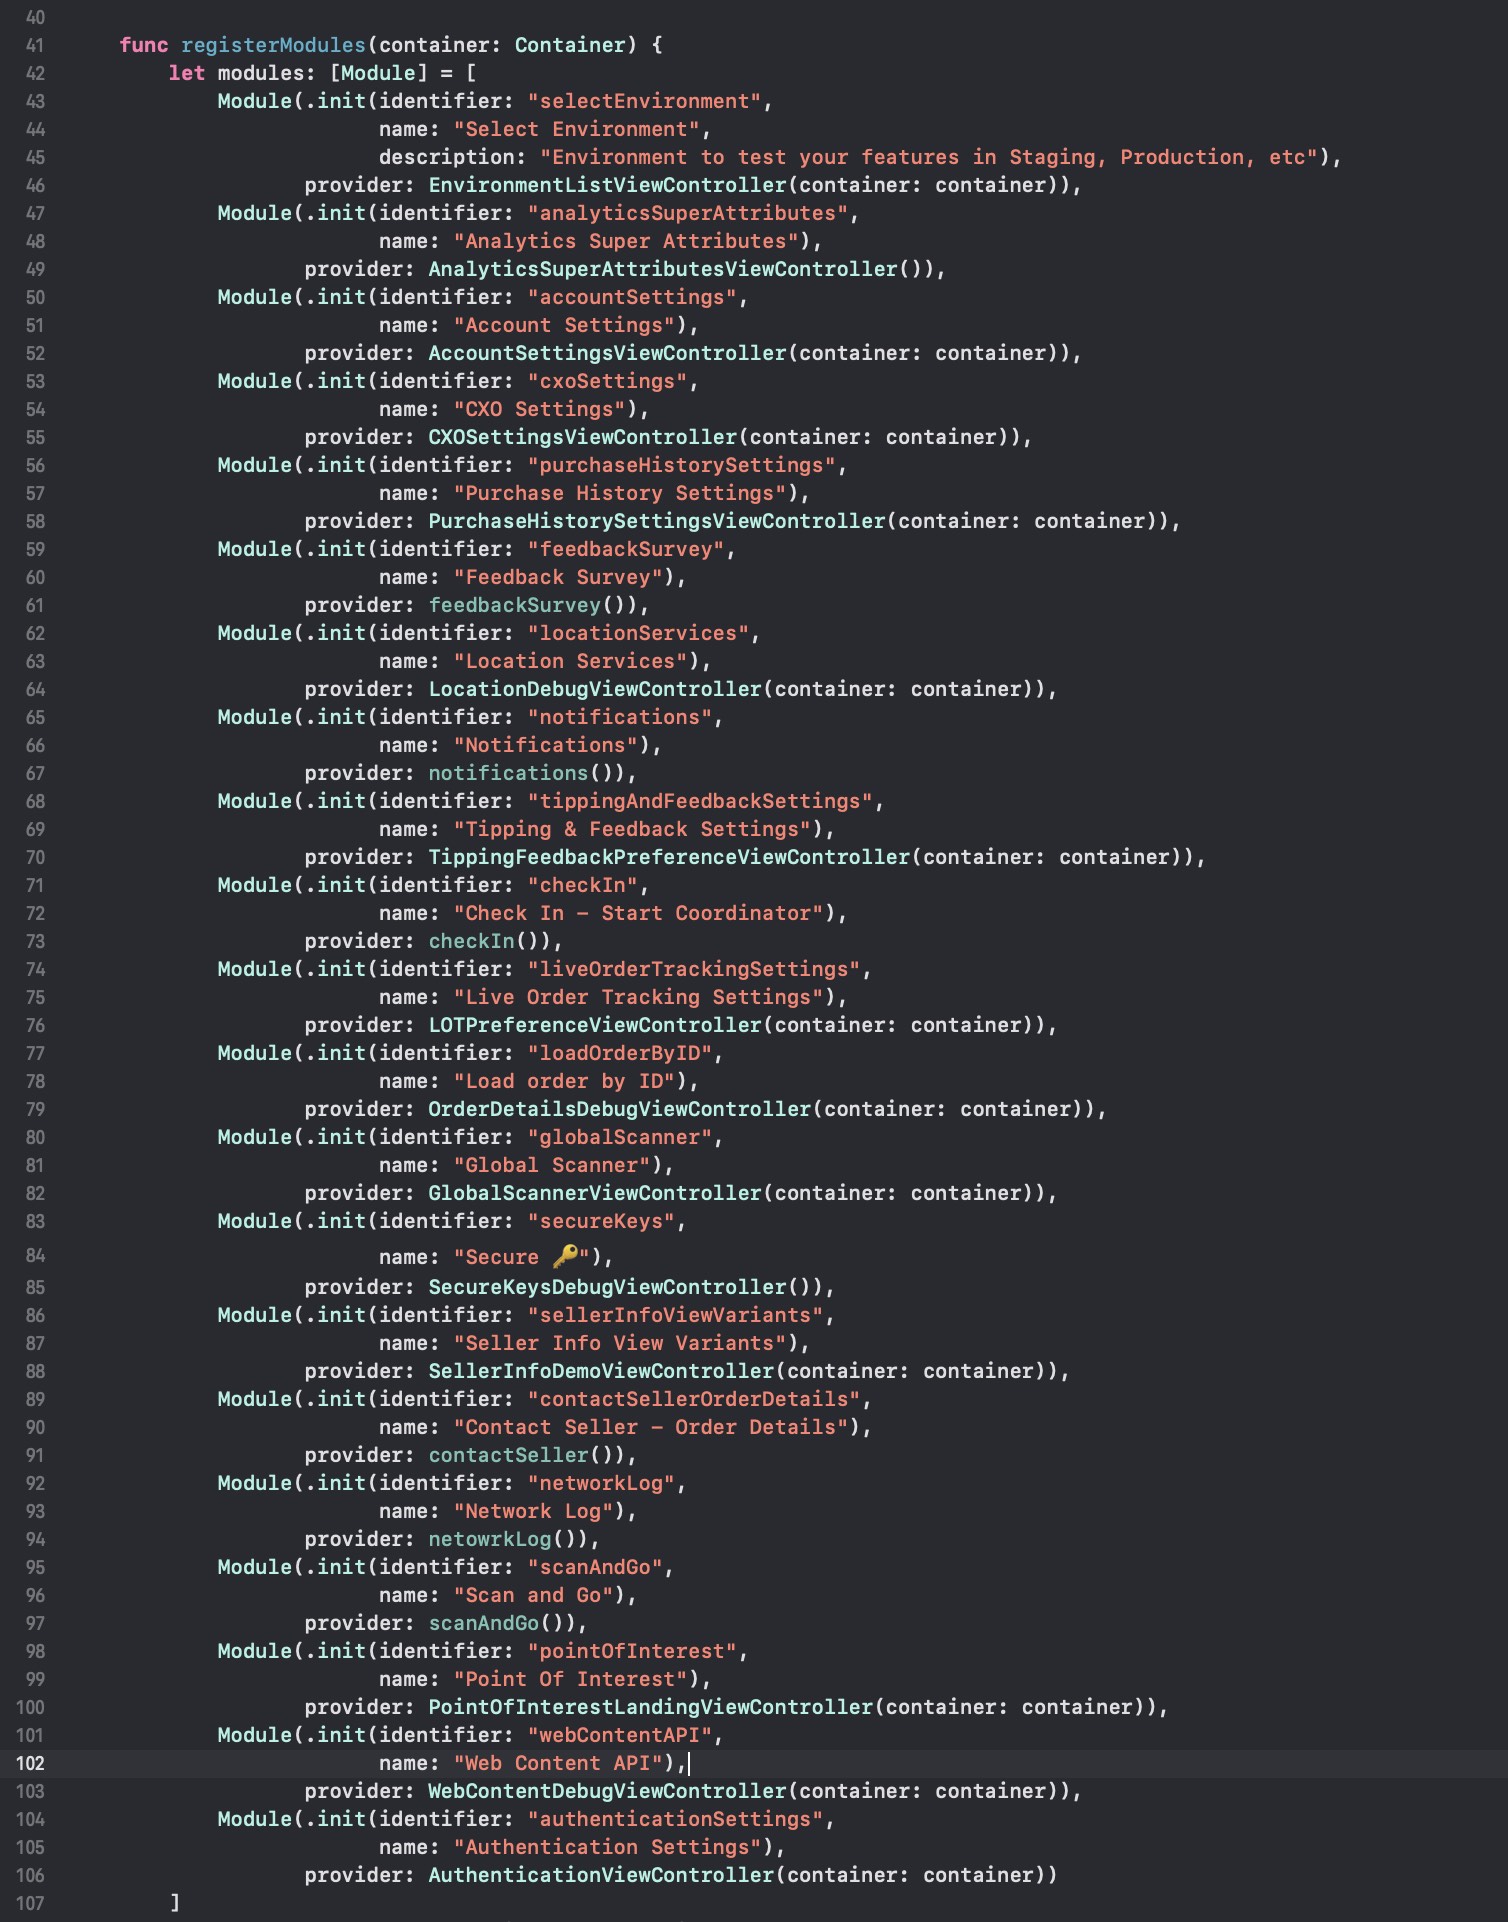 40
41 func registerModules(container: Container) {
42 let modules: [Module] = [
43 Module(.init(identifier: "selectEnvironment",
44 name: "Select Environment",
45 description: "Environment to test your features in Staging, Production, etc"),
46 provider: EnvironmentListViewController(container: container)),
47 Module(.init(identifier: "analyticsSuperAttributes",
48 name: "Analytics Super Attributes"),
49 provider: AnalyticsSuperAttributesViewController()),
50 Module(.init(identifier: "accountSettings",
51 name: "Account Settings"),
52 provider: AccountSettingsViewController(container: container)),
53 Module(.init(identifier: "cxoSettings",
54 name: "CXO Settings"),
55 provider: CXOSettingsViewController(container: container)),
56 Module(.init(identifier: "purchaseHistorySettings",
57 name: "Purchase History Settings"),
58 provider: PurchaseHistorySettingsViewController(container: container)),
59 Module(.init(identifier: "feedbackSurvey",
60 name: "Feedback Survey"),
61 provider: feedbackSurvey()),
62 Module(.init(identifier: "locationServices",
63 name: "Location Services"),
64 provider: LocationDebugViewController(container: container)),
65 Module(.init(identifier: "notifications",
66 name: "Notifications"),
67 provider: notifications()),
68 Module(.init(identifier: "tippingAndFeedbackSettings",
69 name: "Tipping & Feedback Settings"),
70 provider: TippingFeedbackPreferenceViewController(container: container)),
71 Module(.init(identifier: "checkIn",
72 name: "Check In – Start Coordinator"),
73 provider: checkIn()),
74 Module(.init(identifier: "liveOrderTrackingSettings",
75 name: "Live Order Tracking Settings"),
76 provider: LOTPreferenceViewController(container: container)),
77 Module(.init(identifier: "loadOrderByID",
78 name: "Load order by ID"),
79 provider: OrderDetailsDebugViewController(container: container)),
80 Module(.init(identifier: "globalScanner",
81 name: "Global Scanner"),
82 provider: GlobalScannerViewController(container: container)),
83 Module(.init(identifier: "secureKeys",
84 name: "Secure 🔑"),
85 provider: SecureKeysDebugViewController()),
86 Module(.init(identifier: "sellerInfoViewVariants",
87 name: "Seller Info View Variants"),
88 provider: SellerInfoDemoViewController(container: container)),
89 Module(.init(identifier: "contactSellerOrderDetails",
90 name: "Contact Seller – Order Details"),
91 provider: contactSeller()),
92 Module(.init(identifier: "networkLog",
93 name: "Network Log"),
94 provider: netowrkLog()),
95 Module(.init(identifier: "scanAndGo",
96 name: "Scan and Go"),
97 provider: scanAndGo()),
98 Module(.init(identifier: "pointOfInterest",
99 name: "Point Of Interest"),
100 provider: PointOfInterestLandingViewController(container: container)),
101 Module(.init(identifier: "webContentAPI",
102 name: "Web Content API"),
103 provider: WebContentDebugViewController(container: container)),
104 Module(.init(identifier: "authenticationSettings",
105 name: "Authentication Settings"),
106 provider: AuthenticationViewController(container: container))
107 ]